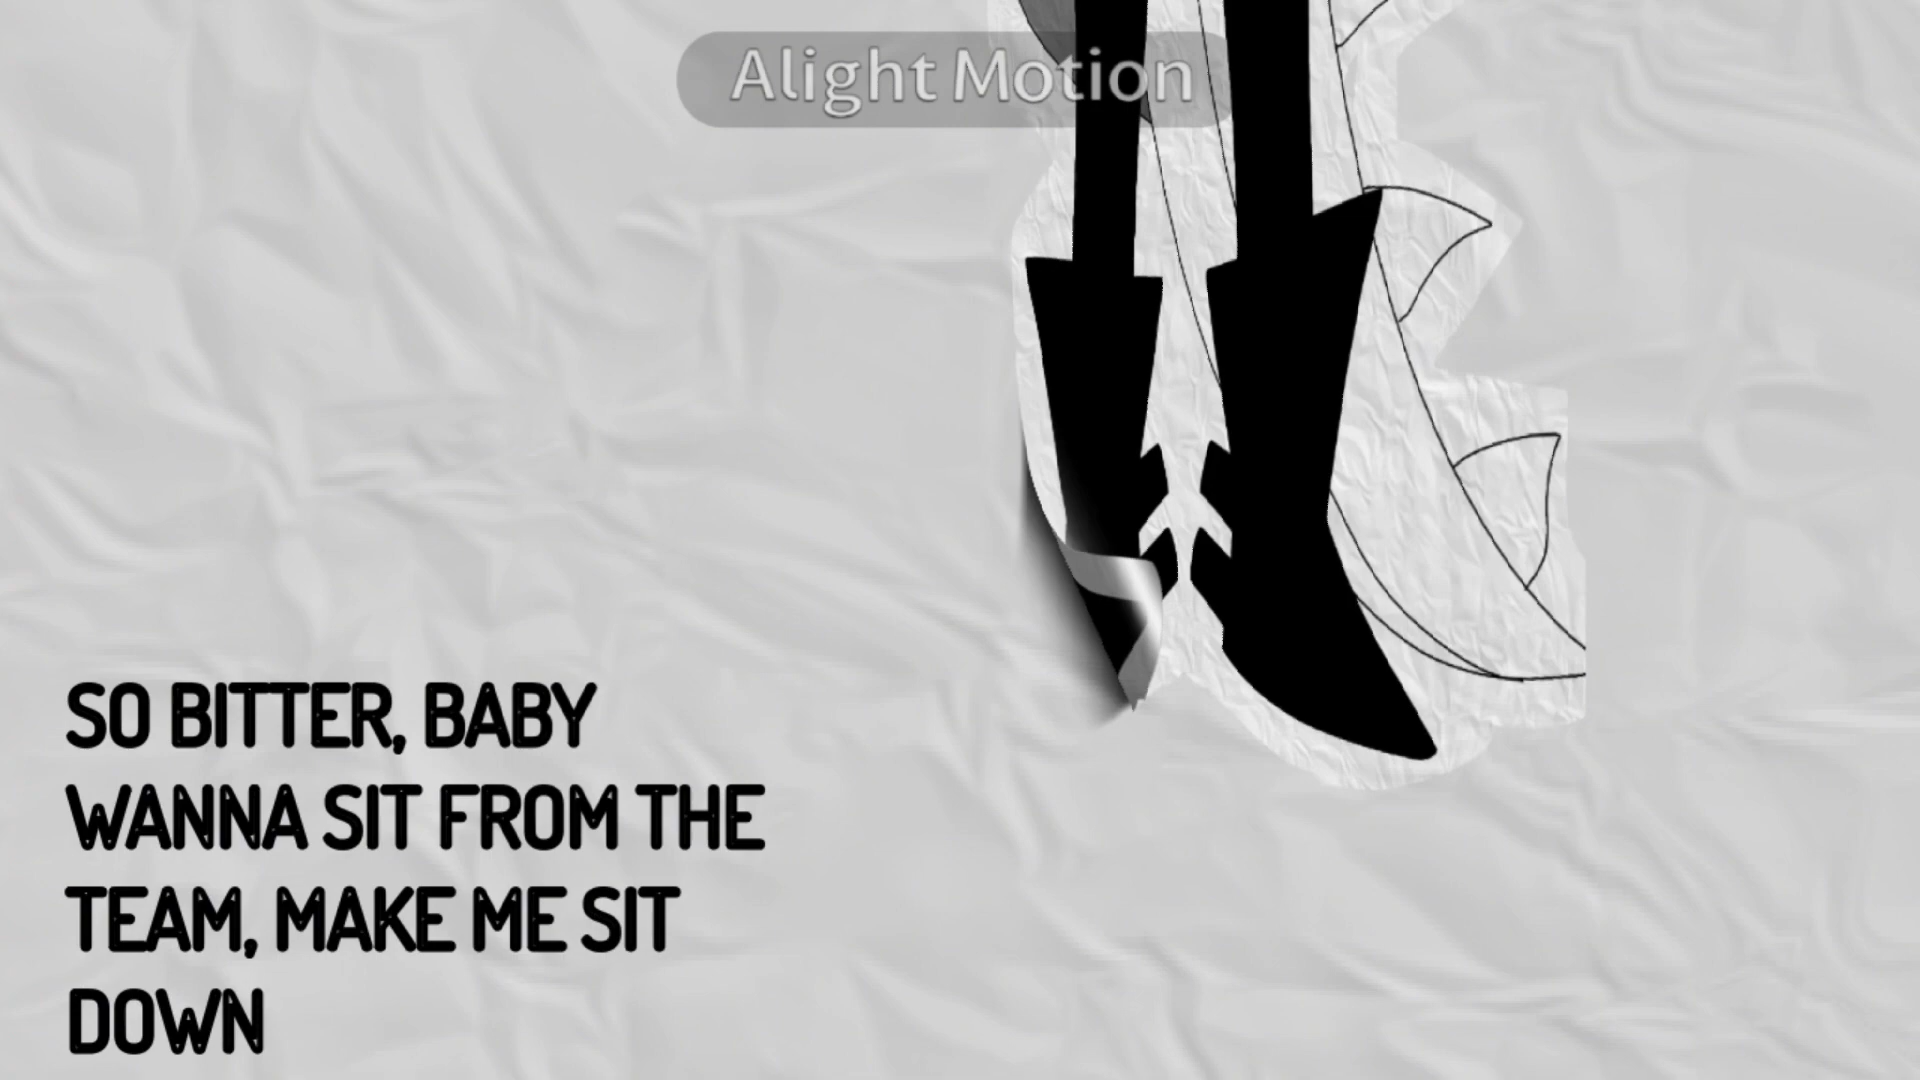 Alight Motion
SO BITTER, BABY
WANNA SIT FROM THE
TEAM, MAKE ME SIT
DOWN